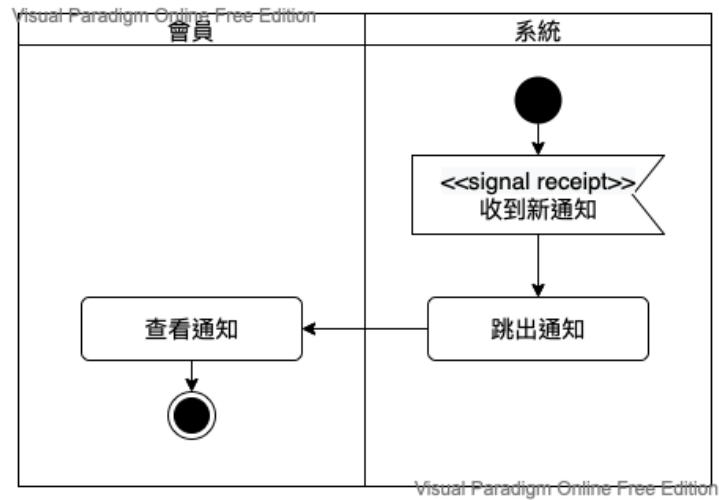 Visual Paradigm Online Free Edition
會員
系統
<<signal receipt>>
收到新通知
查看通知
跳出通知
Visual Paradigm Online Free Edition